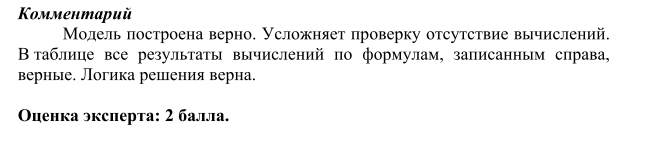 Комментарий
Модель построена верно. Усложняет проверку отсутствие вычислений.
В таблице все результаты вычислений по формулам, записанным справа,
верные. Логика решения верна.
Оценка эксперта: 2 балла.